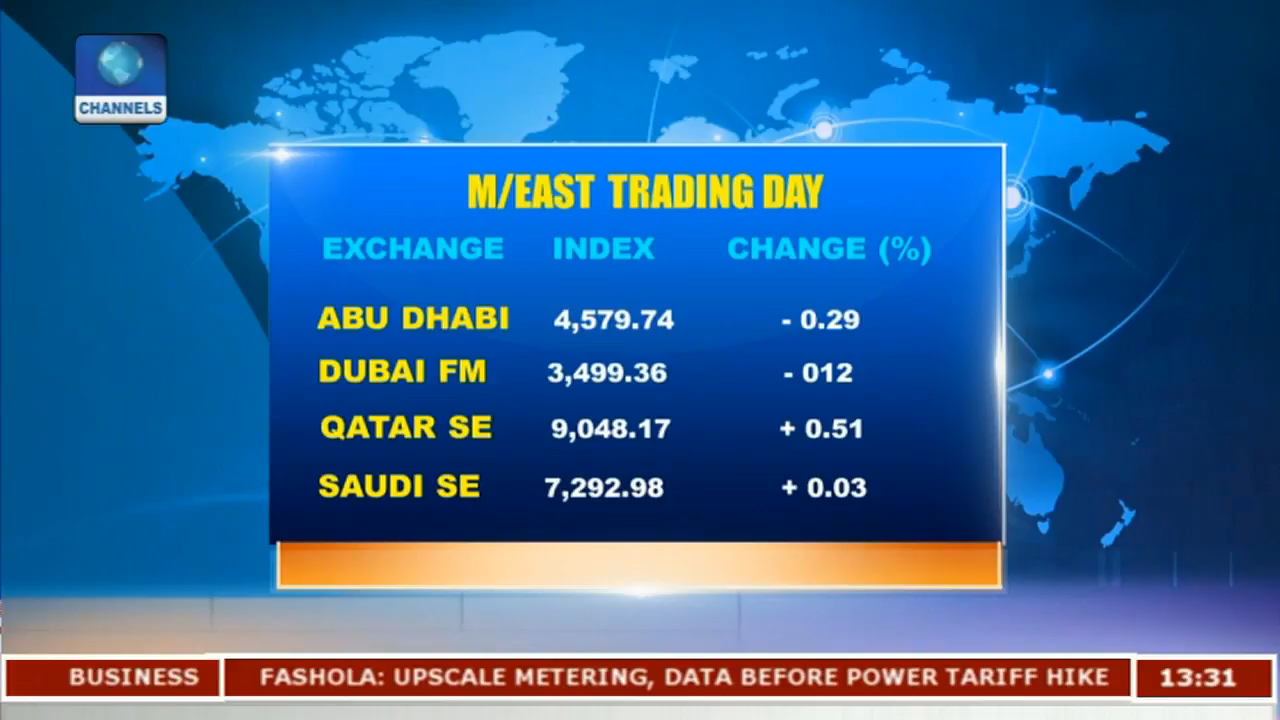 CHANNELS
M/EAST TRADING DAY
EXCHANGE INDEX CHANGE (%)
ABU DHABI 4,579.74 - 0.29
DUBAI FM 3,499.36 - 012
QATAR SE 9,048.17 + 0.51
SAUDI SE 7,292.98 + 0.03
BUSINESS FASHOLA: UPSCALE METERING, DATA BEFORE POWER TARIFF HIKE 13:31